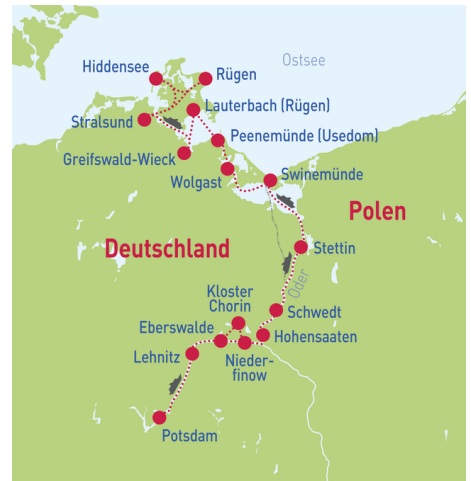 Ostsee
Hiddensee
Rügen
Lauterbach (Rügen)
Stralsund
Peenemünde (Usedom)
Greifswald-Wieck
Wolgast
Swinemünde
Polen
Deutschland
Stettin
Oder
Kloster
Chorin
Schwedt
Eberswalde
Hohensaaten
Lehnitz
Nieder-
finow
Potsdam